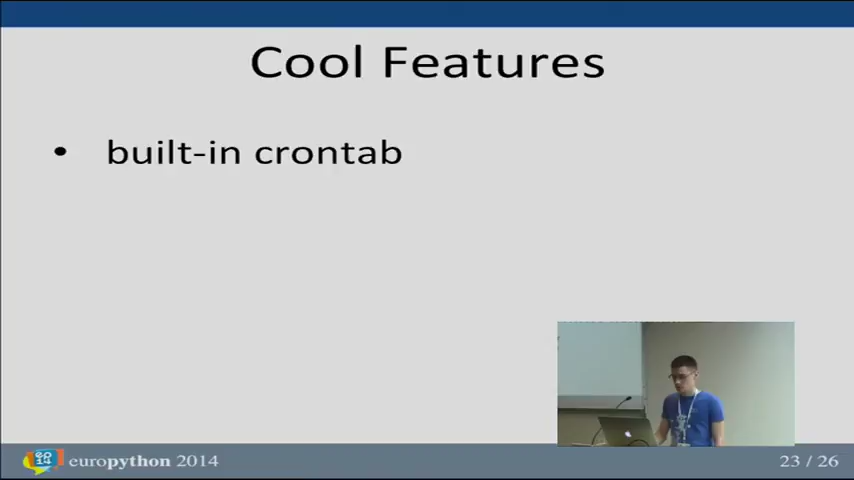 Cool Features
• built-in crontab
europython 2014
23 / 26